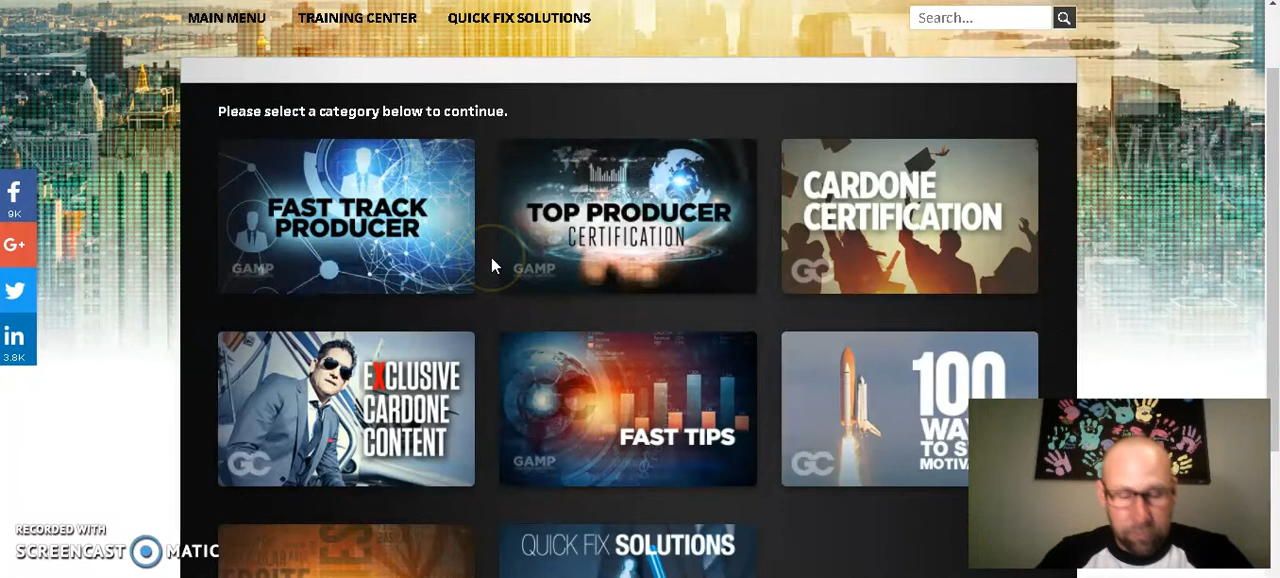 MAIN MENU
TRAINING CENTER
QUICK FIX SOLUTIONS
Search...
Please select a category below to continue.
FAST TRACK
PRODUCER
GAMP
TOP PRODUCER
CERTIFICATION
GAMP
CARDONE
CERTIFICATION
GC
9K
G+
in
3.8K
EXCLUSIVE
CARDONE
CONTENT
GC
FAST TIPS
GAMP
100
WA
TO S
MOTIV
GC
QUICK FIX SOLUTIONS
RECORDED WITH
SCREENCAST MATIC